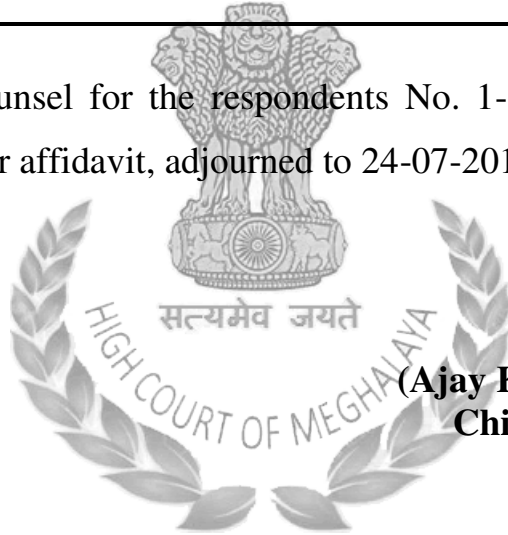 unsel for the respondents No. 1-
r affidavit, adjourned to 24-07-201
सत्यमेव जयते
HIGH COURT OF MEGHALAYA
(Ajay
Chi